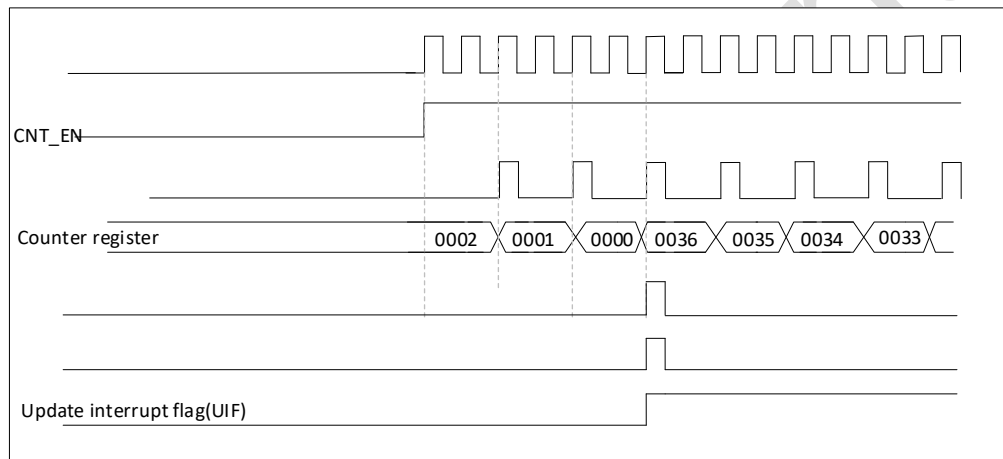 CNT_EN
Counter register
0002 0001 0000 0036 0035 0034 0033
Update interrupt flag(UIF)